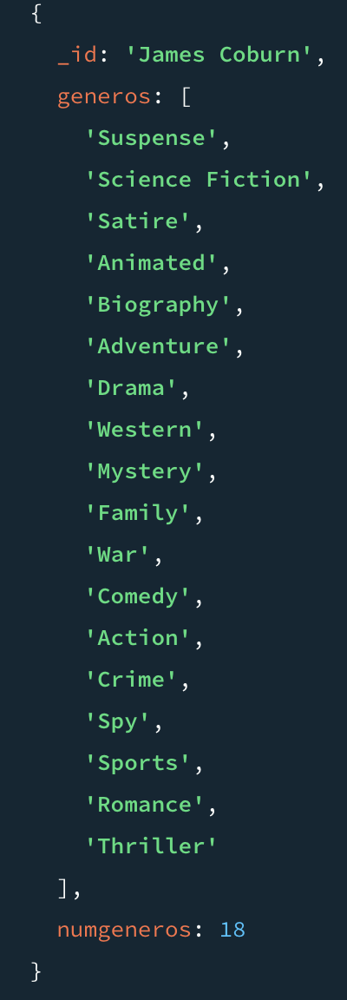 {
_id: 'James Coburn',
generos: [
'Suspense',
'Science Fiction',
'Satire',
'Animated',
'Biography',
'Adventure',
'Drama',
'Western',
'Mystery',
'Family',
'War',
'Comedy',
'Action',
'Crime',
'Spy',
'Sports',
'Romance',
'Thriller'
],
numgeneros: 18
}